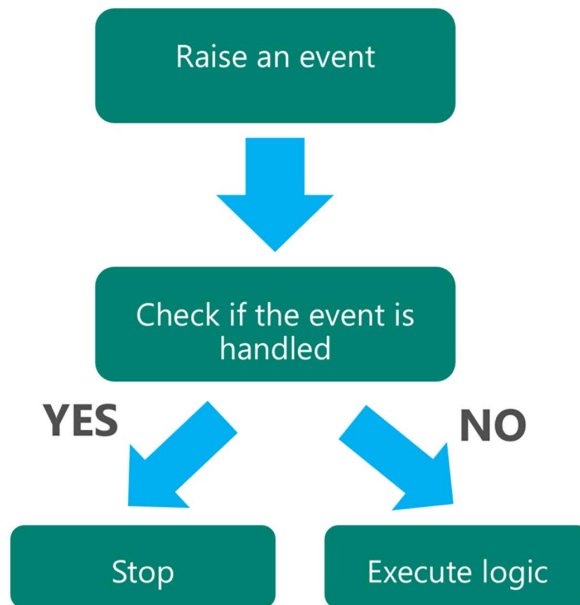 Raise an event
Check if the event is
handled
YES
NO
Stop
Execute logic